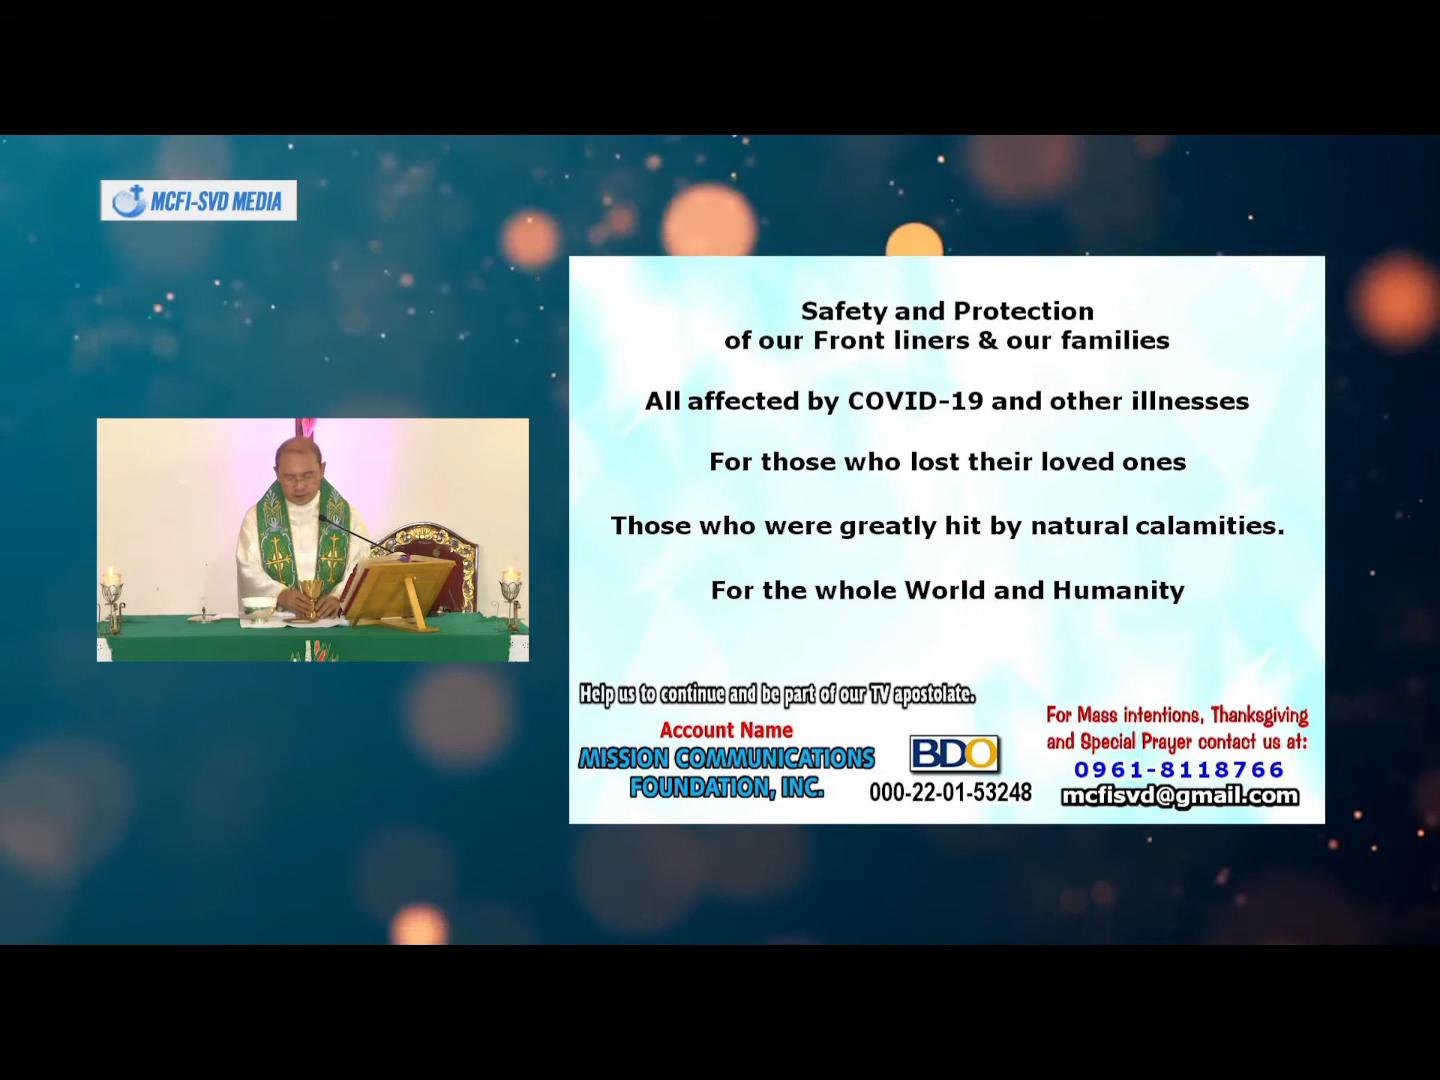 MCFI-SVD MEDIA
Safety and Protection
of our Front liners & our families
All affected by COVID-19 and other illnesses
For those who lost their loved ones
Those who were greatly hit by natural calamities.
For the whole World and Humanity
Help us to continue and be part of our TV apostolate.
Account Name
MISSION COMMUNICATIONS
FOUNDATION, INC.
BDO
000-22-01-53248
For Mass intentions, Thanksgiving
and Special Prayer contact us at:
0961-8118766
mcfisvd@gmail.com